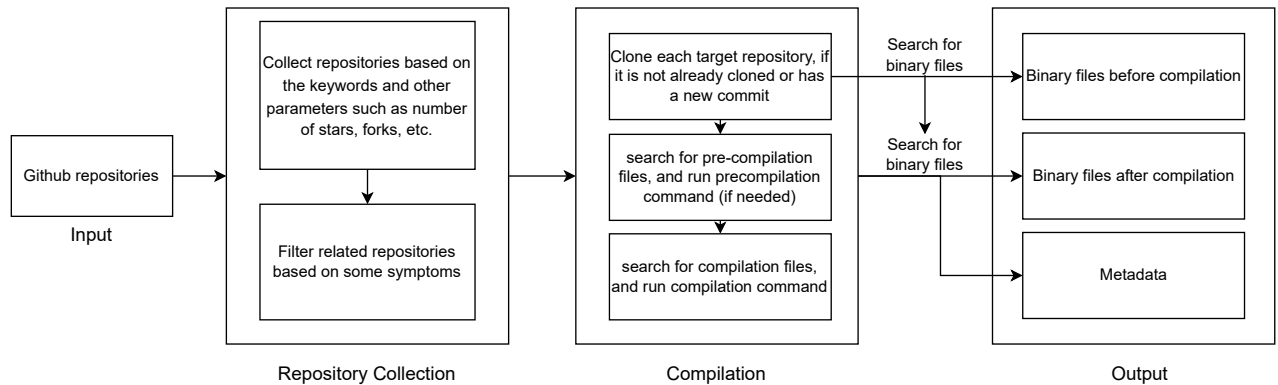 Github repositories
Input
Collect repositories based on
the keywords and other
parameters such as number
of stars, forks, etc.
Filter related repositories
based on some symptoms
Repository Collection
Clone each target repository, if
it is not already cloned or has
a new commit
search for pre-compilation
files, and run precompilation
command (if needed)
search for compilation files,
and run compilation command
Compilation
Search for
binary files
Search for
binary files
Binary files before compilation
Binary files after compilation
Metadata
Output